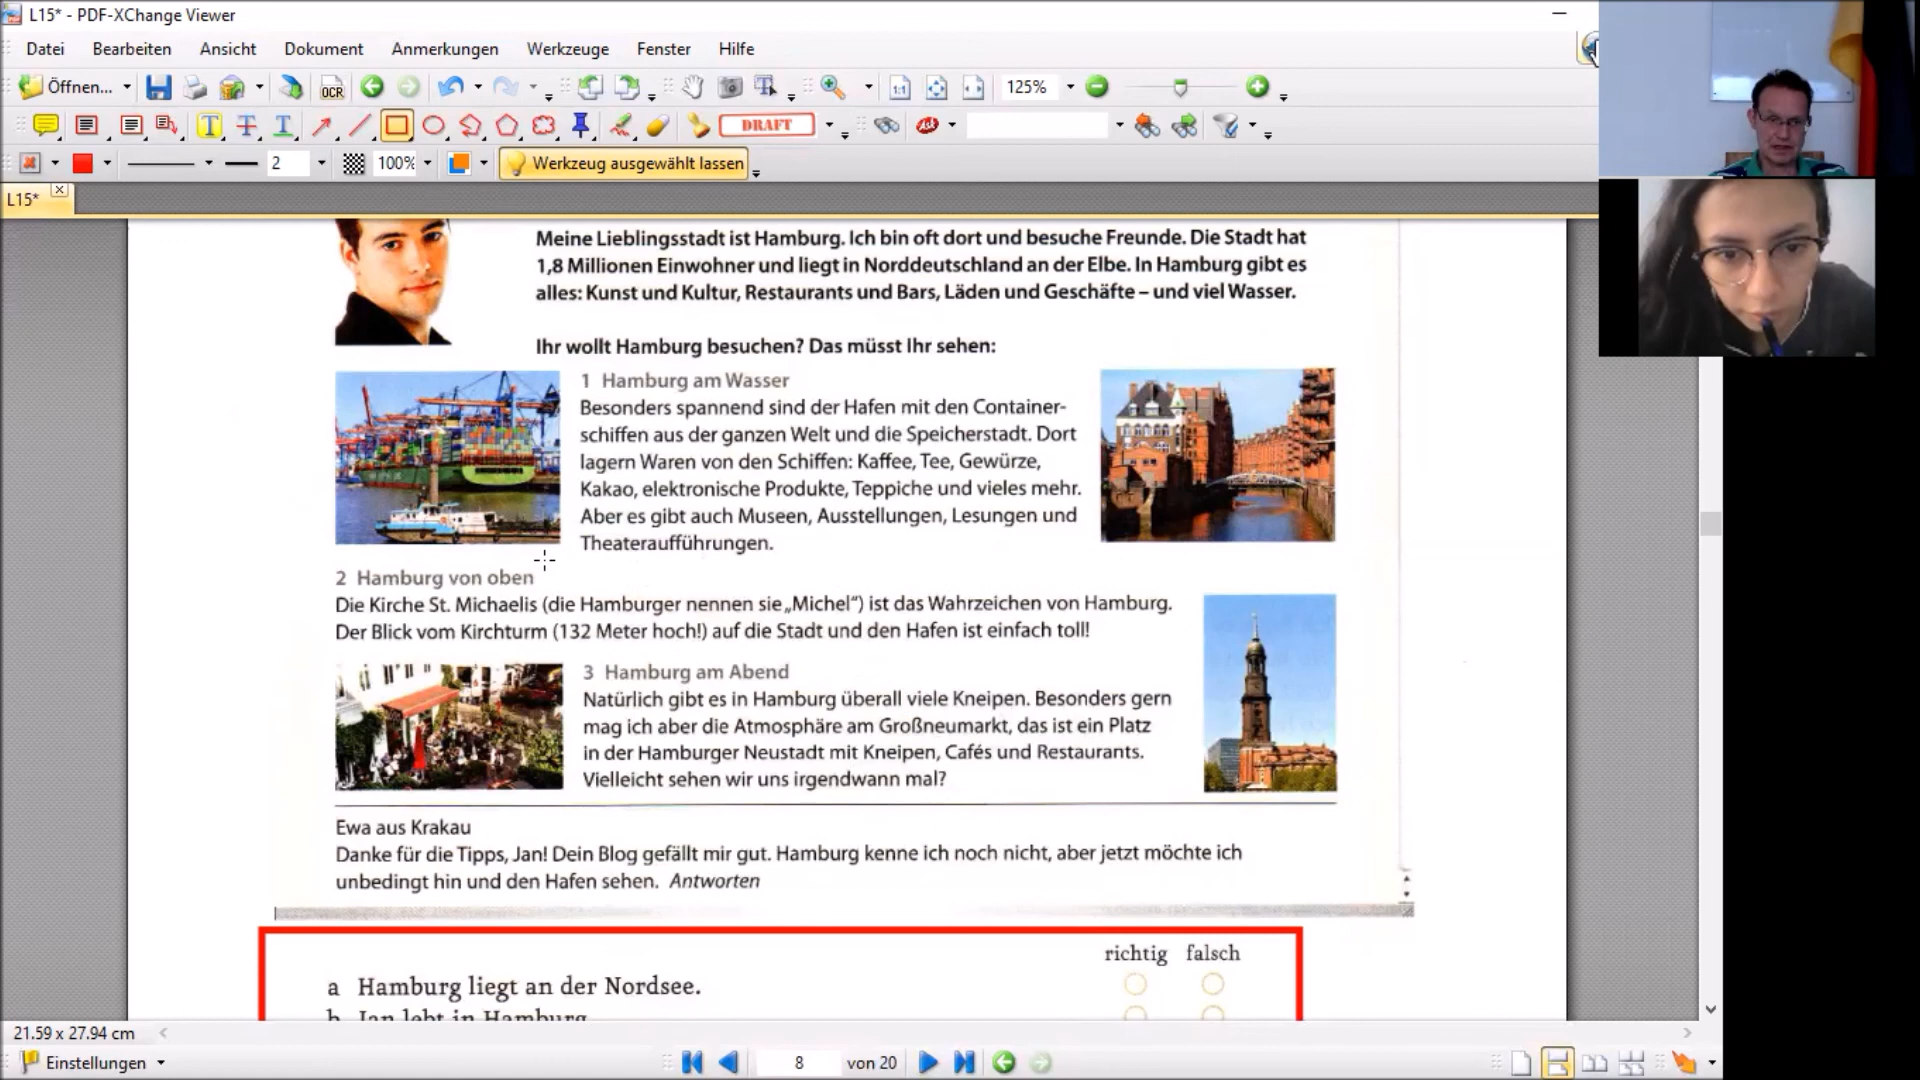 L15* - PDF-XChange Viewer
Datei Bearbeiten Ansicht Dokument Anmerkungen Werkzeuge Fenster Hilfe
Öffnen... OCR 1:1 125%
DRAFT Ask
2 100% Werkzeug ausgewählt lassen
L15*
Meine Lieblingsstadt ist Hamburg. Ich bin oft dort und besuche Freunde. Die Stadt hat
1,8 Millionen Einwohner und liegt in Norddeutschland an der Elbe. In Hamburg gibt es
alles: Kunst und Kultur, Restaurants und Bars, Läden und Geschäfte – und viel Wasser.
Ihr wollt Hamburg besuchen? Das müsst Ihr sehen:
1 Hamburg am Wasser
Besonders spannend sind der Hafen mit den Container-
schiffen aus der ganzen Welt und die Speicherstadt. Dort
lagern Waren von den Schiffen: Kaffee, Tee, Gewürze,
Kakao, elektronische Produkte, Teppiche und vieles mehr.
Aber es gibt auch Museen, Ausstellungen, Lesungen und
Theateraufführungen.
2 Hamburg von oben
Die Kirche St. Michaelis (die Hamburger nennen sie „Michel“) ist das Wahrzeichen von Hamburg.
Der Blick vom Kirchturm (132 Meter hoch!) auf die Stadt und den Hafen ist einfach toll!
3 Hamburg am Abend
Natürlich gibt es in Hamburg überall viele Kneipen. Besonders gern
mag ich aber die Atmosphäre am Großneumarkt, das ist ein Platz
in der Hamburger Neustadt mit Kneipen, Cafés und Restaurants.
Vielleicht sehen wir uns irgendwann mal?
Ewa aus Krakau
Danke für die Tipps, Jan! Dein Blog gefällt mir gut. Hamburg kenne ich noch nicht, aber jetzt möchte ich
unbedingt hin und den Hafen sehen. Antworten
richtig falsch
a Hamburg liegt an der Nordsee.
b Jan lebt in Hamburg
21.59 x 27.94 cm
Einstellungen 8 von 20